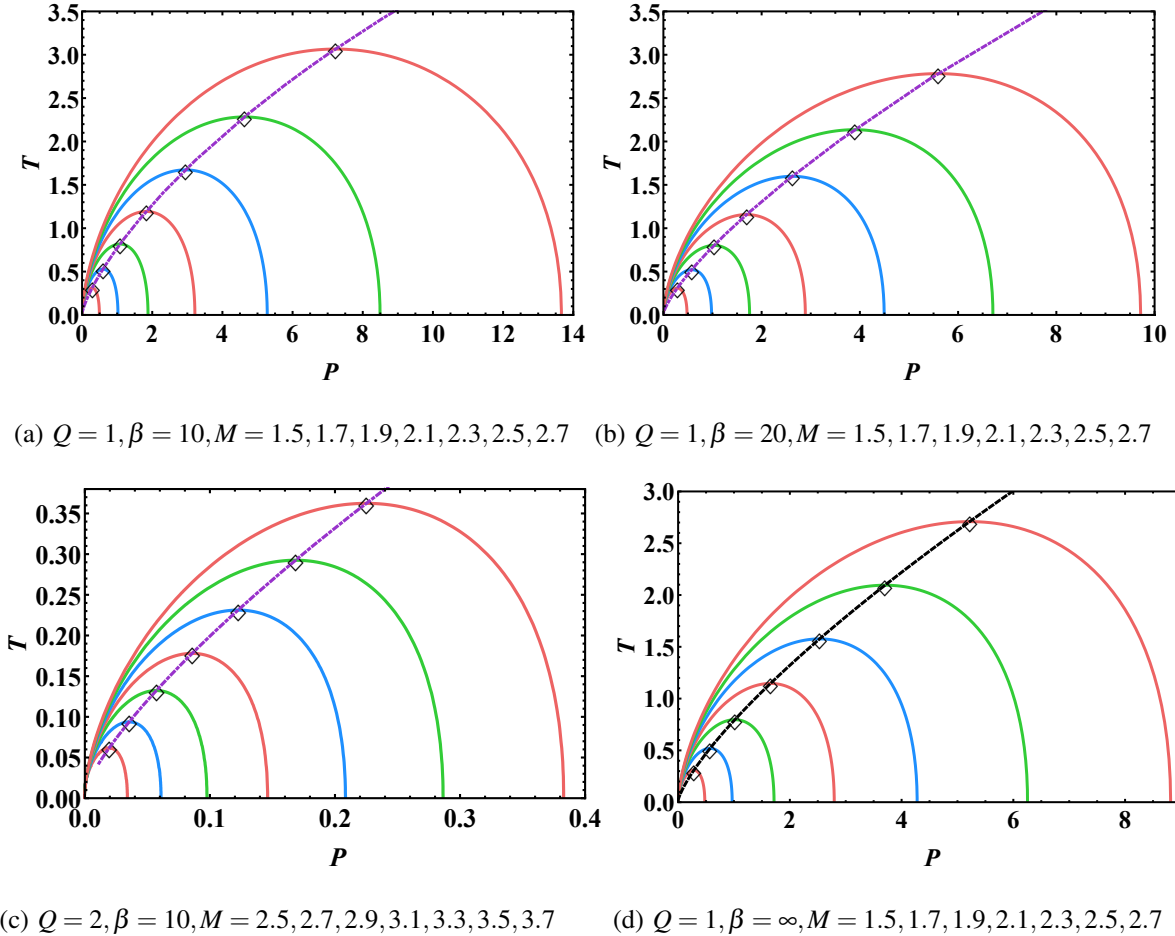 3.5
3.0
2.5
2.0
1.5
1.0
0.5
0.0
T
0 2 4 6 8 10 12 14
P
(a) Q = 1, β = 10, M = 1.5, 1.7, 1.9, 2.1, 2.3, 2.5, 2.7
3.5
3.0
2.5
2.0
1.5
1.0
0.5
0.0
T
0 2 4 6 8 10
P
(b) Q = 1, β = 20, M = 1.5, 1.7, 1.9, 2.1, 2.3, 2.5, 2.7
0.35
0.30
0.25
0.20
0.15
0.10
0.05
0.00
T
0.0 0.1 0.2 0.3 0.4
P
(c) Q = 2, β = 10, M = 2.5, 2.7, 2.9, 3.1, 3.3, 3.5, 3.7
3.0
2.5
2.0
1.5
1.0
0.5
0.0
T
0 2 4 6 8
P
(d) Q = 1, β = ∞, M = 1.5, 1.7, 1.9, 2.1, 2.3, 2.5, 2.7